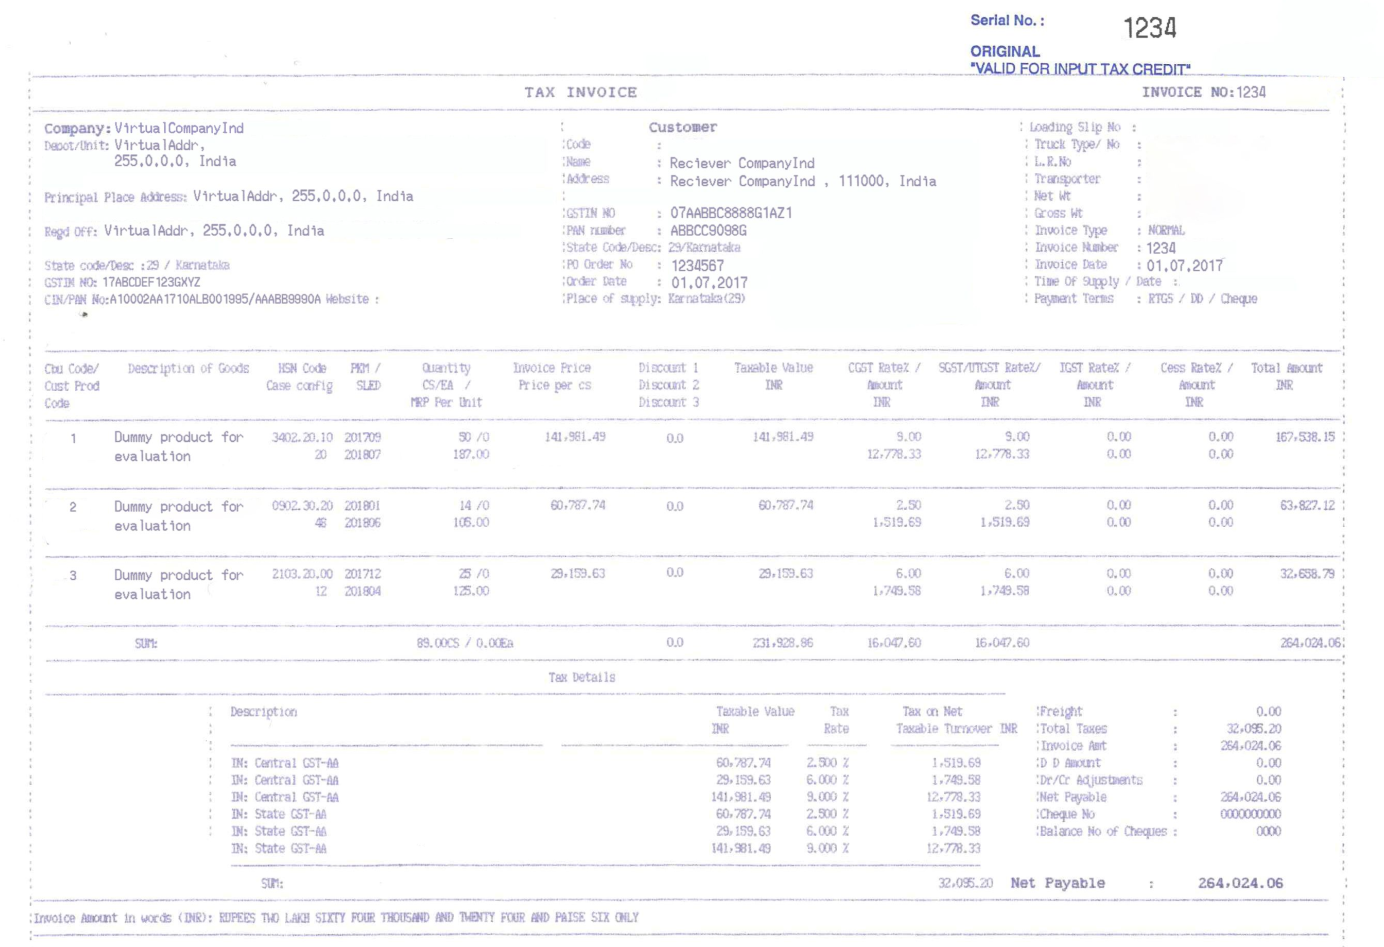 Serial No. : 1234
ORIGINAL
"VALID FOR INPUT TAX CREDIT"
TAX INVOICE INVOICE NO:1234
Company: VirtualCompanyInd
Depot/Unit: VirtualAddr,
255.0.0.0, India
Principal Place Address: VirtualAddr, 255.0.0.0, India
Regd Off: VirtualAddr, 255.0.0.0, India
State code/Desc :29 / Karnataka
GSTIN NO: 17ABCDEF123GXYZ
CIN/PAN No:A10002AA1710ALB001985/AAABB9990A Website :
Customer
Code :
Name : Reciever CompanyInd
Address : Reciever CompanyInd , 111000, India
GSTIN NO : 07AABBC8888G1AZ1
PAN number : ABBCC9098G
State Code/Desc: 29/Karnataka
PO Order No : 1234567
Order Date : 01.07.2017
Place of supply: Karnataka(29)
Loading Slip No :
Truck Type/ No :
L.R.No :
Transporter :
Net Wt :
Gross Wt :
Invoice Type : NORMAL
Invoice Number : 1234
Invoice Date : 01.07.2017
Time Of Supply / Date :
Payment Terms : RTGS / DD / Cheque
Cbu Code/ Description of Goods HSN Code PKM / Quantity Invoice Price Discount 1 Taxable Value CGST Rate% / SGST/UTGST Rate%/ IGST Rate% / Cess Rate% / Total Amount
Cust Prod Case config SLED CS/EA / Price per cs Discount 2 INR Amount Amount Amount Amount INR
Code MRP Per Unit Discount 3 INR INR INR INR
1 Dummy product for 3402.20.10 201709 50 /0 141,981.49 0.0 141,981.49 9.00 9.00 0.00 0.00 167,538.15
evaluation 20 201807 187.00 12,778.33 12,778.33 0.00 0.00
2 Dummy product for 0902.30.20 201801 14 /0 60,787.74 0.0 60,787.74 2.50 2.50 0.00 0.00 63,827.12
evaluation 48 201806 105.00 1,519.69 1,519.69 0.00 0.00
3 Dummy product for 2103.20.00 201712 25 /0 29,159.63 0.0 29,159.63 6.00 6.00 0.00 0.00 32,658.79
evaluation 12 201804 125.00 1,749.58 1,749.58 0.00 0.00
SUM: 89.00CS / 0.00Ea 0.0 231,928.86 16,047.60 16,047.60 264,024.06
Tax Details
Description Taxable Value Tax Tax on Net
INR Rate Taxable Turnover INR
IN: Central GST-AA 60,787.74 2.500 % 1,519.69
IN: Central GST-AA 29,159.63 6.000 % 1,749.58
IN: Central GST-AA 141,981.49 9.000 % 12,778.33
IN: State GST-AA 60,787.74 2.500 % 1,519.69
IN: State GST-AA 29,159.63 6.000 % 1,749.58
IN: State GST-AA 141,981.49 9.000 % 12,778.33
SUM: 32,095.20
Freight : 0.00
Total Taxes : 32,095.20
Invoice Amt : 264,024.06
D D Amount : 0.00
Dr/Cr Adjustments : 0.00
Net Payable : 264,024.06
Cheque No : 0000000000
Balance No of Cheques : 0000
Net Payable : 264,024.06
Invoice Amount in words (INR): RUPEES TWO LAKH SIXTY FOUR THOUSAND AND TWENTY FOUR AND PAISE SIX ONLY